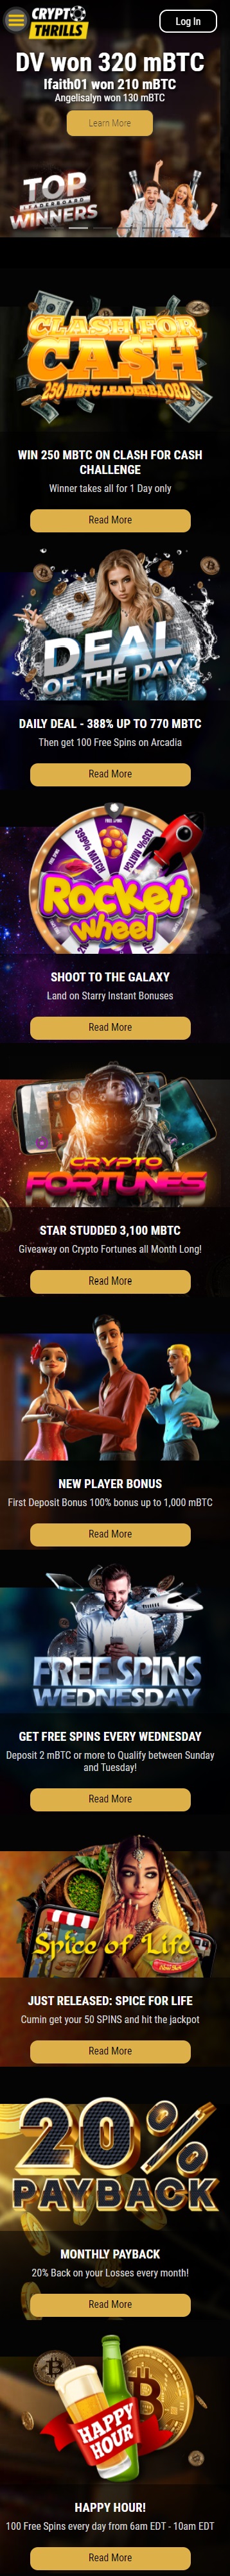 CRYPTO
THRILLS
Log In
DV won 320 mBTC
Ifaith01 won 210 mBTC
Angelisalyn won 130 mBTC
Learn More
TOP
LEADERBOARD
WINNERS
CLASH FOR
CASH
250 MBTC LEADERBAORD
WIN 250 MBTC ON CLASH FOR CASH
CHALLENGE
Winner takes all for 1 Day only
Read More
DEAL
OF THE DAY
DAILY DEAL - 388% UP TO 770 MBTC
Then get 100 Free Spins on Arcadia
Read More
399% MATCH
Rocket
wheel
SHOOT TO THE GALAXY
Land on Starry Instant Bonuses
Read More
CRYPTO
FORTUNES
STAR STUDDED 3,100 MBTC
Giveaway on Crypto Fortunes all Month Long!
Read More
NEW PLAYER BONUS
First Deposit Bonus 100% bonus up to 1,000 mBTC
Read More
FREESPINS
WEDNESDAY
GET FREE SPINS EVERY WEDNESDAY
Deposit 2 mBTC or more to Qualify between Sunday
and Tuesday!
Read More
Spice of Life
JUST RELEASED: SPICE FOR LIFE
Cumin get your 50 SPINS and hit the jackpot
Read More
20%
PAYBACK
MONTHLY PAYBACK
20% Back on your Losses every month!
Read More
HAPPY
HOUR
HAPPY HOUR!
100 Free Spins every day from 6am EDT - 10am EDT
Read More